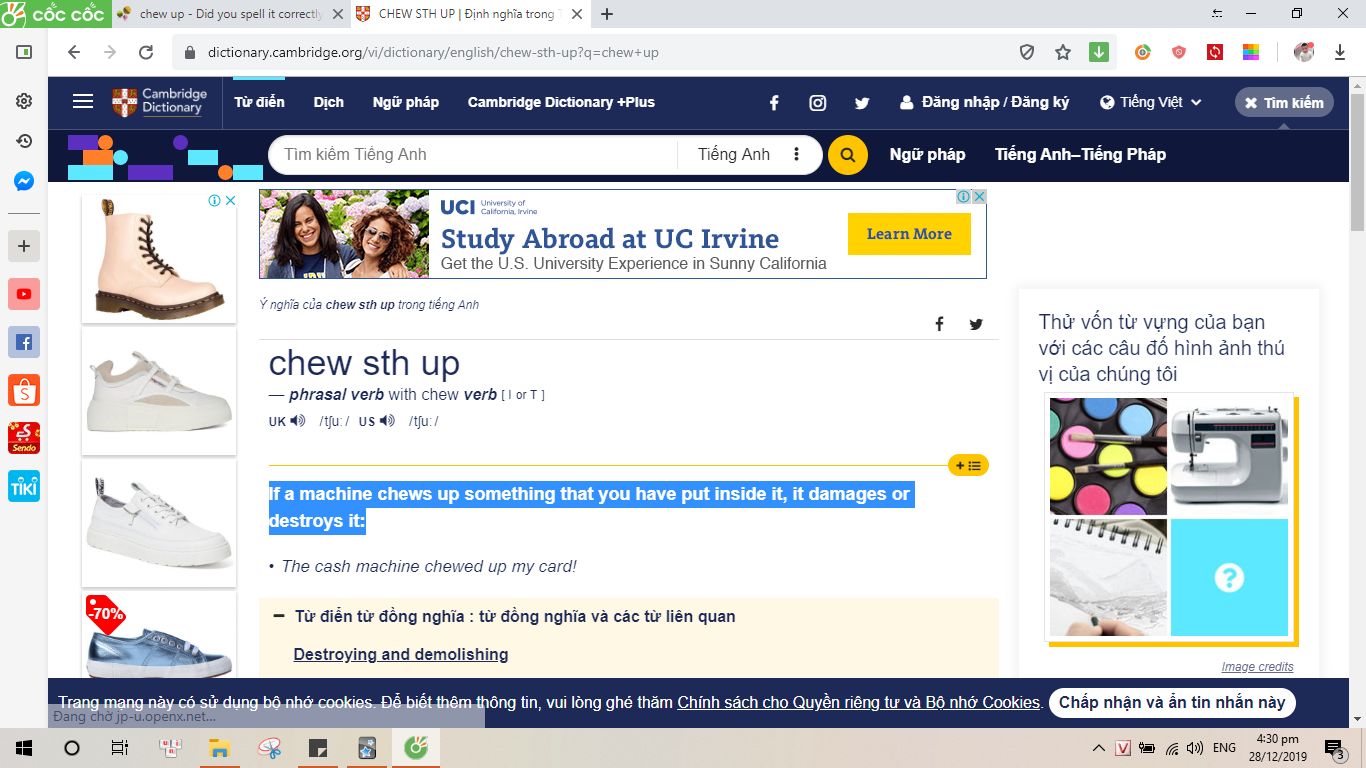 cốc cốc
chew up - Did you spell it correctly
CHEW STH UP | Định nghĩa trong T
dictionary.cambridge.org/vi/dictionary/english/chew-sth-up?q=chew+up
Cambridge Dictionary
Từ điển Dịch Ngữ pháp Cambridge Dictionary +Plus Đăng nhập / Đăng ký Tiếng Việt Tìm kiếm
Tìm kiếm Tiếng Anh Tiếng Anh Ngữ pháp Tiếng Anh–Tiếng Pháp
UCI University of
California, Irvine
Study Abroad at UC Irvine
Get the U.S. University Experience in Sunny California
Learn More
Ý nghĩa của chew sth up trong tiếng Anh
chew sth up
— phrasal verb with chew verb [ I or T ]
UK /tʃuː/ US /tʃuː/
If a machine chews up something that you have put inside it, it damages or
destroys it:
• The cash machine chewed up my card!
Từ điển từ đồng nghĩa : từ đồng nghĩa và các từ liên quan
Destroying and demolishing
Thử vốn từ vựng của bạn
với các câu đố hình ảnh thú
vị của chúng tôi
?
Image credits
-70%
Sendo
TIKI
Trang mạng này có sử dụng bộ nhớ cookies. Để biết thêm thông tin, vui lòng ghé thăm Chính sách cho Quyền riêng tư và Bộ nhớ Cookies. Chấp nhận và ẩn tin nhắn này
Đang chờ jp-u.openx.net...
ENG
4:30 pm
28/12/2019
3